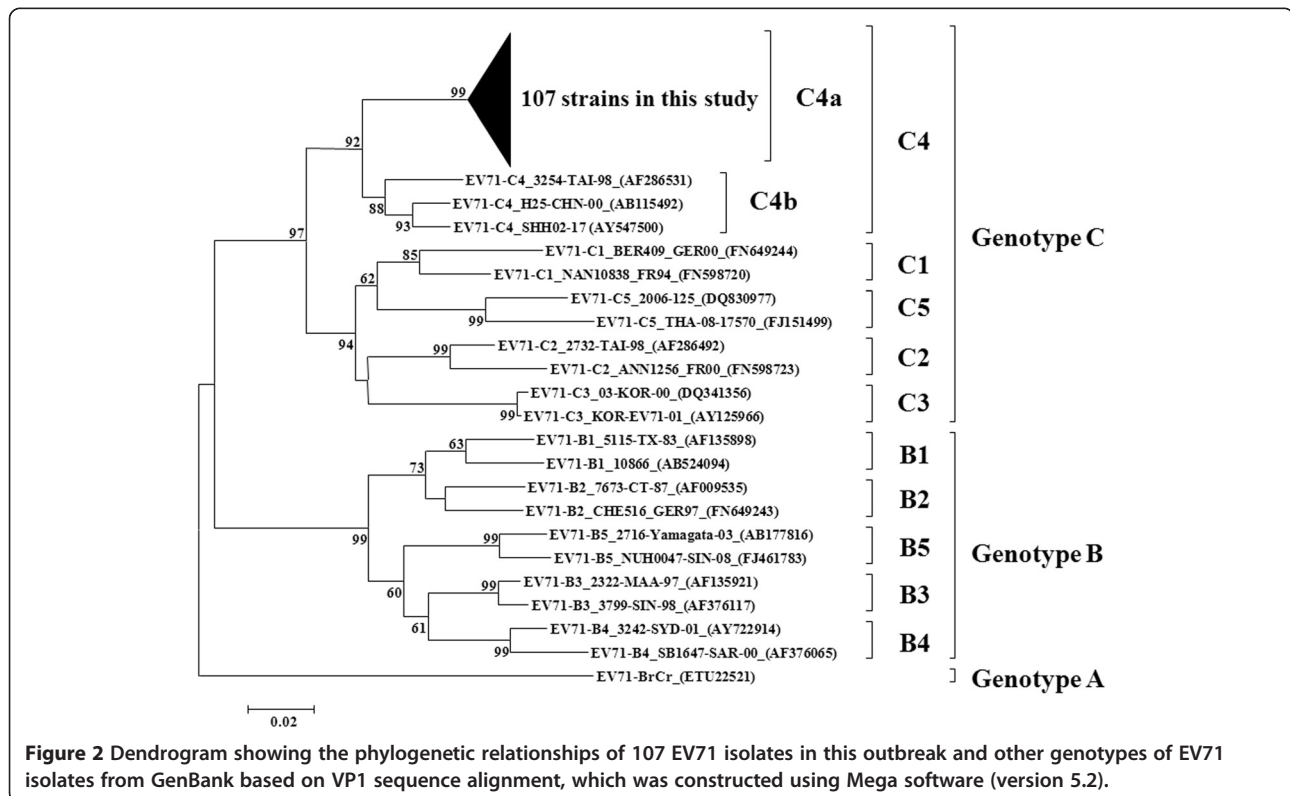 99
107 strains in this study
C4a
C4
92
EV71-C4_3254-TAI-98_(AF286531)
EV71-C4_H25-CHN-00_(AB115492)
C4b
88
93
EV71-C4_SHH02-17(AY547500)
Genotype C
97
EV71-C1_BER409_GER00_(FN649244)
85
C1
EV71-C1_NAN10838_FR94_(FN598720)
62
EV71-C5_2006-125_(DQ830977)
C5
99
EV71-C5_THA-08-17570_(FJ151499)
94
EV71-C2_2732-TAI-98_(AF286492)
99
C2
EV71-C2_ANN1256_FR00_(FN598723)
EV71-C3_03-KOR-00_(DQ341356)
C3
99
EV71-C3_KOR-EV71-01_(AY125966)
EV71-B1_5115-TX-83_(AF135898)
63
B1
EV71-B1_10866_(AB524094)
73
EV71-B2_7673-CT-87_(AF009535)
B2
EV71-B2_CHE516_GER97_(FN649243)
99
EV71-B5_2716-Yamagata-03_(AB177816)
99
B5
EV71-B5_NUH0047-SIN-08_(FJ461783)
Genotype B
EV71-B3_2322-MAA-97_(AF135921)
99
60
B3
EV71-B3_3799-SIN-98_(AF376117)
61
EV71-B4_3242-SYD-01_(AY722914)
B4
99
EV71-B4_SB1647-SAR-00_(AF376065)
EV71-BrCr_(ETU22521)
Genotype A
0.02
Figure 2 Dendrogram showing the phylogenetic relationships of 107 EV71 isolates in this outbreak and other genotypes of EV71
isolates from GenBank based on VP1 sequence alignment, which was constructed using Mega software (version 5.2).